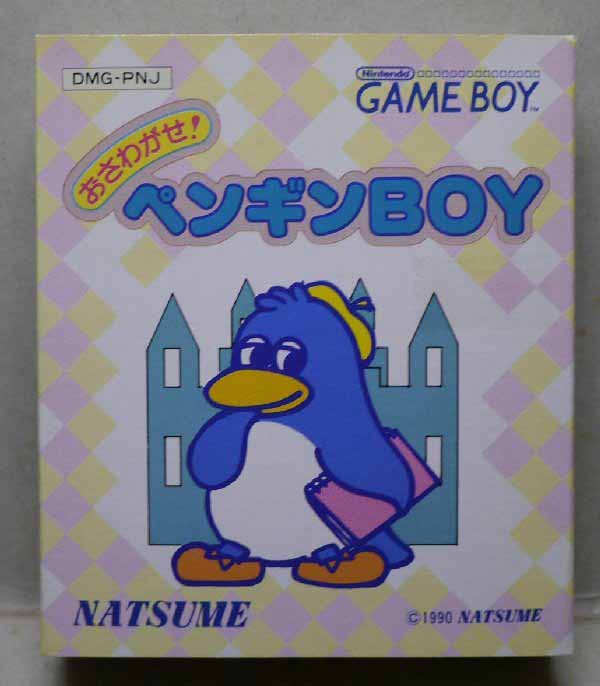 DMG-PNJ
Nintendo
GAME BOY
TM
おさわがせ!
ペンギンBOY
NATSUME
©1990 NATSUME